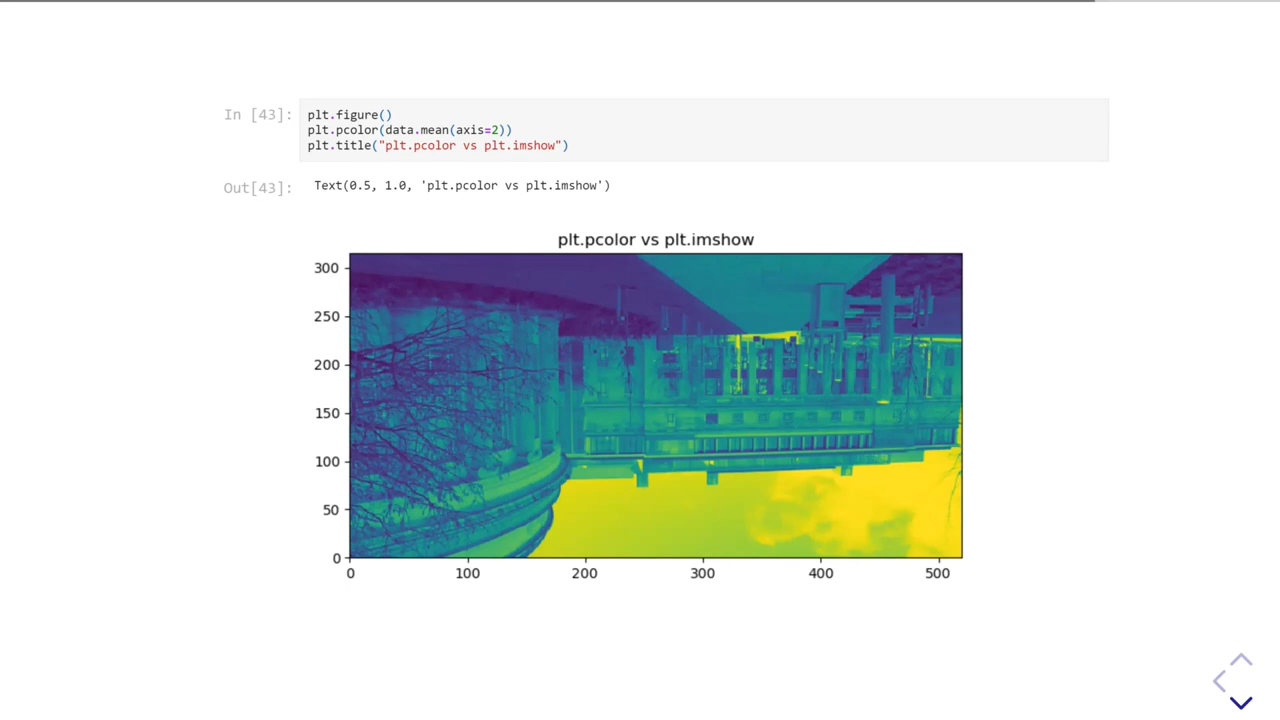 In [43]:
plt.figure()
plt.pcolor(data.mean(axis=2))
plt.title("plt.pcolor vs plt.imshow")
Out[43]:
Text(0.5, 1.0, 'plt.pcolor vs plt.imshow')
plt.pcolor vs plt.imshow
300
250
200
150
100
50
0
0 100 200 300 400 500